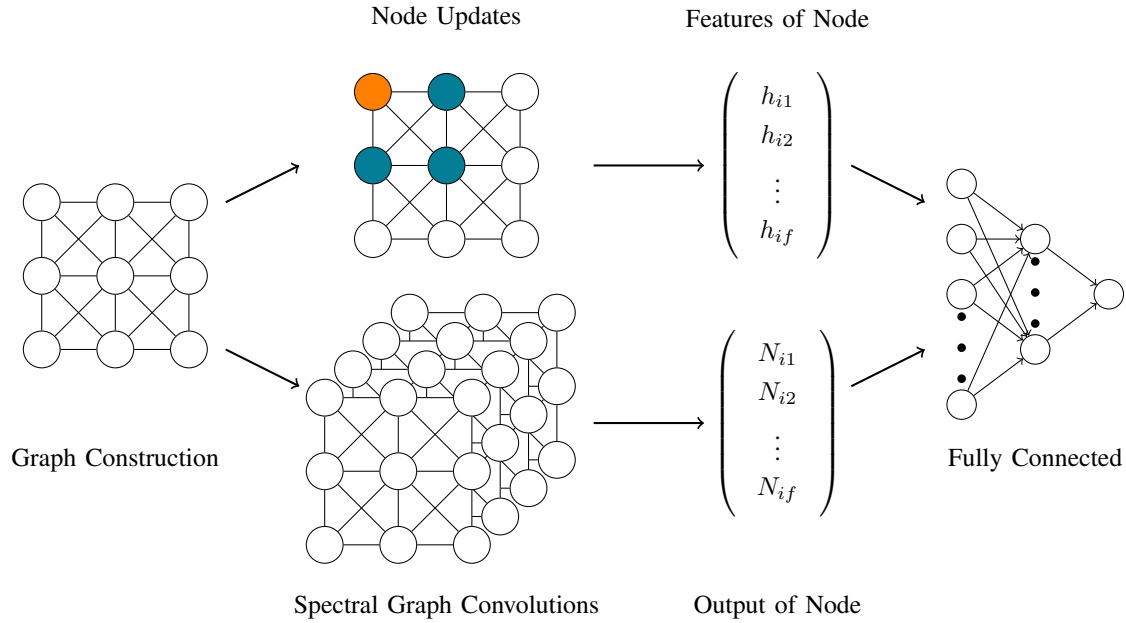 Node Updates
Features of Node
h_{i1}
h_{i2}
⋮
h_{if}
Graph Construction
Fully Connected
N_{i1}
N_{i2}
⋮
N_{if}
Spectral Graph Convolutions
Output of Node